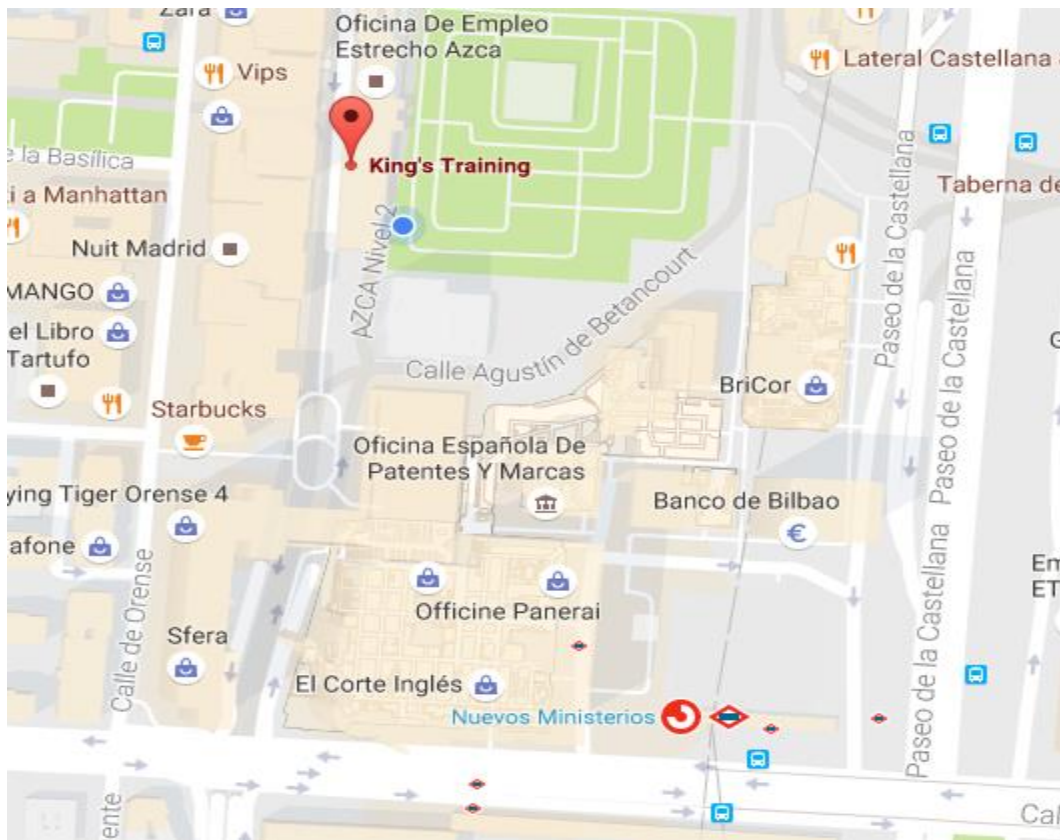 Zara
Oficina De Empleo
Estrecho Azca
Vips
Lateral Castellana
King's Training
e la Basílica
Taberna de
i a Manhattan
Nuit Madrid
AZCA Nivel 2
Paseo de la Castellana
Paseo de la Castellana
MANGO
el Libro
Tartufo
Calle Agustín de Betancourt
BriCor
Starbucks
Oficina Española De
Patentes Y Marcas
ying Tiger Orense 4
Banco de Bilbao
€
Paseo de la Castellana
afone
Calle de Orense
Officine Panerai
Em
ET
Sfera
El Corte Inglés
Nuevos Ministerios
ente
Cal